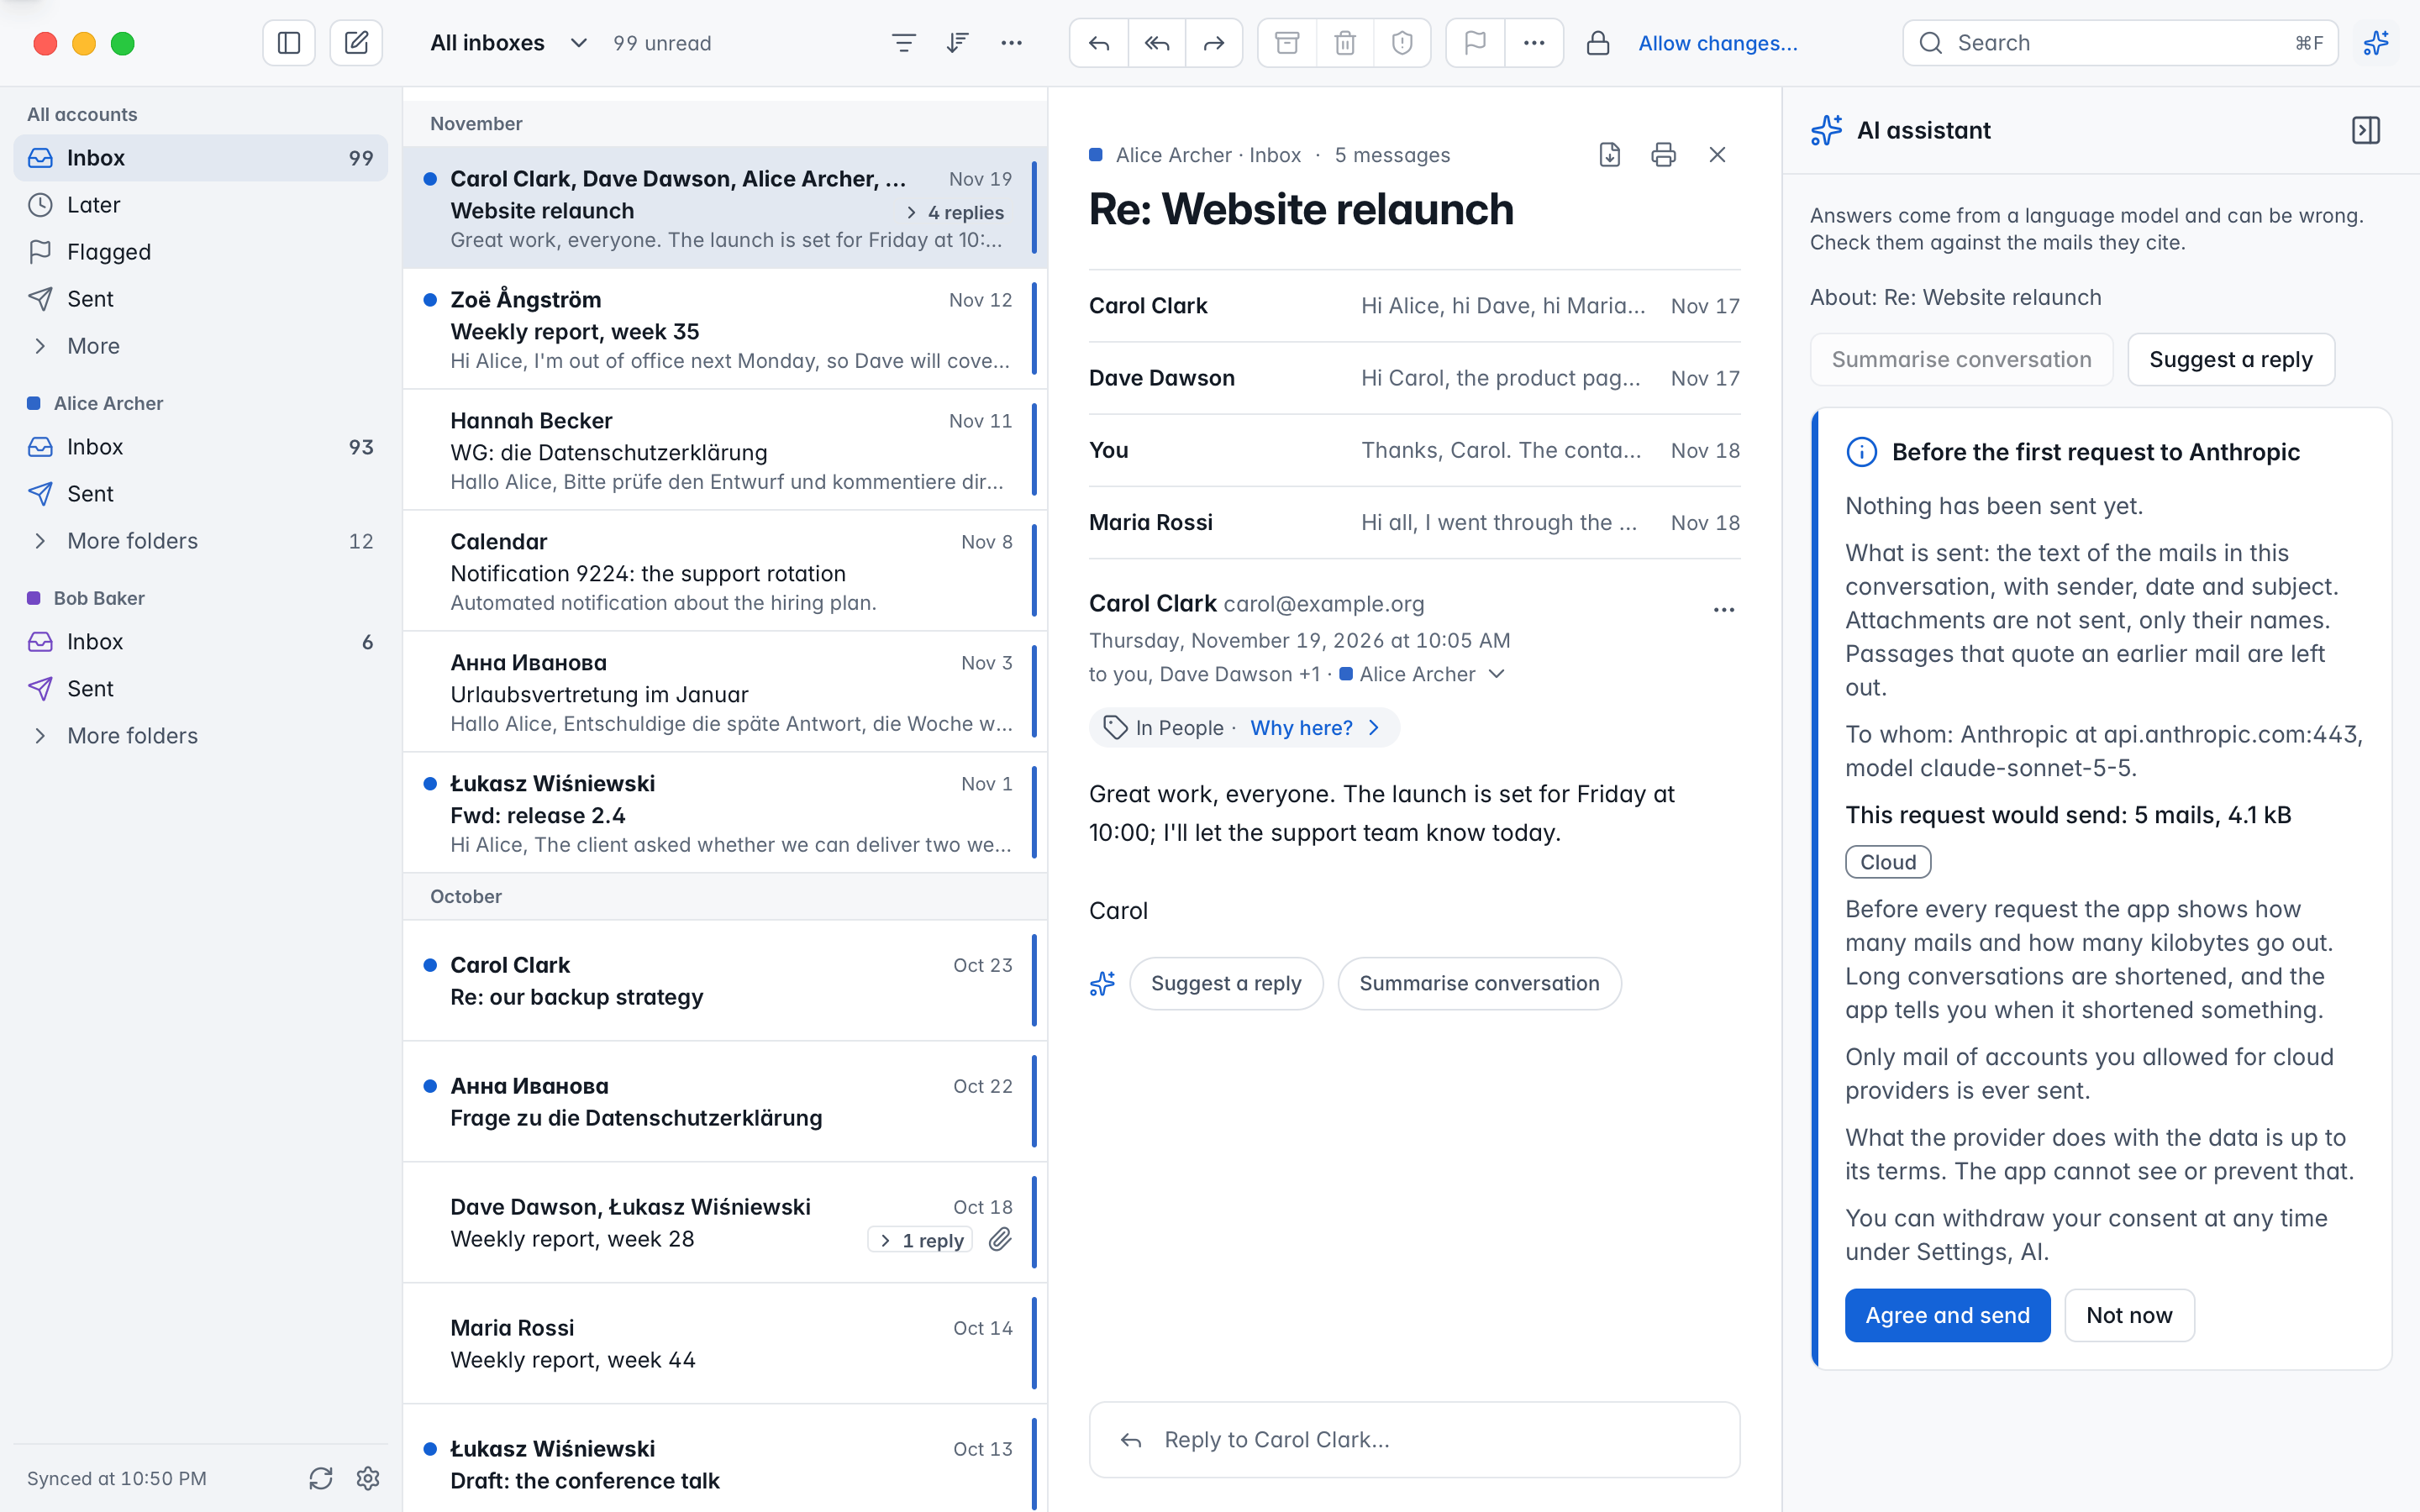 All inboxes
99 unread
Allow changes...
Search
⌘F
All accounts
Inbox 99
Later
Flagged
Sent
More
Alice Archer
Inbox 93
Sent
More folders 12
Bob Baker
Inbox 6
Sent
More folders
Synced at 10:50 PM
November
Carol Clark, Dave Dawson, Alice Archer, ... Nov 19
Website relaunch 4 replies
Great work, everyone. The launch is set for Friday at 10:...
Zoë Ångström Nov 12
Weekly report, week 35
Hi Alice, I'm out of office next Monday, so Dave will cove...
Hannah Becker Nov 11
WG: die Datenschutzerklärung
Hallo Alice, Bitte prüfe den Entwurf und kommentiere dir...
Calendar Nov 8
Notification 9224: the support rotation
Automated notification about the hiring plan.
Анна Иванова Nov 3
Urlaubsvertretung im Januar
Hallo Alice, Entschuldige die späte Antwort, die Woche w...
Łukasz Wiśniewski Nov 1
Fwd: release 2.4
Hi Alice, The client asked whether we can deliver two we...
October
Carol Clark Oct 23
Re: our backup strategy
Анна Иванова Oct 22
Frage zu die Datenschutzerklärung
Dave Dawson, Łukasz Wiśniewski Oct 18
Weekly report, week 28 1 reply
Maria Rossi Oct 14
Weekly report, week 44
Łukasz Wiśniewski Oct 13
Draft: the conference talk
Alice Archer · Inbox · 5 messages
Re: Website relaunch
Carol Clark Hi Alice, hi Dave, hi Maria... Nov 17
Dave Dawson Hi Carol, the product pag... Nov 17
You Thanks, Carol. The conta... Nov 18
Maria Rossi Hi all, I went through the ... Nov 18
Carol Clark carol@example.org
Thursday, November 19, 2026 at 10:05 AM
to you, Dave Dawson +1 · Alice Archer
In People · Why here?
Great work, everyone. The launch is set for Friday at
10:00; I'll let the support team know today.
Carol
Suggest a reply
Summarise conversation
Reply to Carol Clark...
AI assistant
Answers come from a language model and can be wrong.
Check them against the mails they cite.
About: Re: Website relaunch
Summarise conversation
Suggest a reply
Before the first request to Anthropic
Nothing has been sent yet.
What is sent: the text of the mails in this
conversation, with sender, date and subject.
Attachments are not sent, only their names.
Passages that quote an earlier mail are left
out.
To whom: Anthropic at api.anthropic.com:443,
model claude-sonnet-5-5.
This request would send: 5 mails, 4.1 kB
Cloud
Before every request the app shows how
many mails and how many kilobytes go out.
Long conversations are shortened, and the
app tells you when it shortened something.
Only mail of accounts you allowed for cloud
providers is ever sent.
What the provider does with the data is up to
its terms. The app cannot see or prevent that.
You can withdraw your consent at any time
under Settings, AI.
Agree and send
Not now